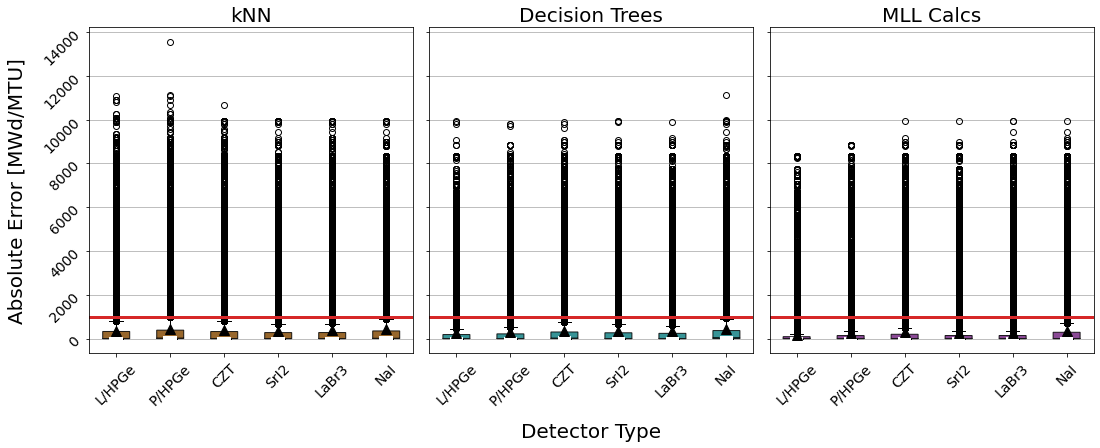 kNN
Decision Trees
MLL Calcs
Absolute Error [MWd/MTU]
14000
12000
10000
8000
6000
4000
2000
0
L/HPGe
P/HPGe
CZT
SrI2
LaBr3
NaI
L/HPGe
P/HPGe
CZT
SrI2
LaBr3
NaI
L/HPGe
P/HPGe
CZT
SrI2
LaBr3
NaI
Detector Type